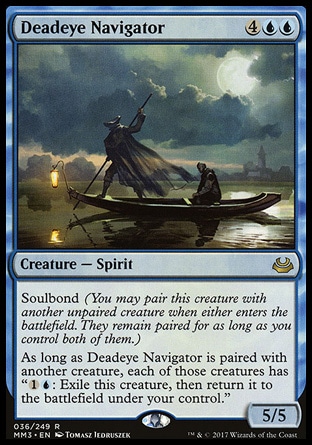 Deadeye Navigator 4
Creature — Spirit
Soulbond (You may pair this creature with
another unpaired creature when either enters the
battlefield. They remain paired for as long as you
control both of them.)
As long as Deadeye Navigator is paired with
another creature, each of those creatures has
“1: Exile this creature, then return it
to the battlefield under your control.”
5/5
036/249 R
MM3 • EN Tomasz Jedruszek
™ & © 2017 Wizards of the Coast